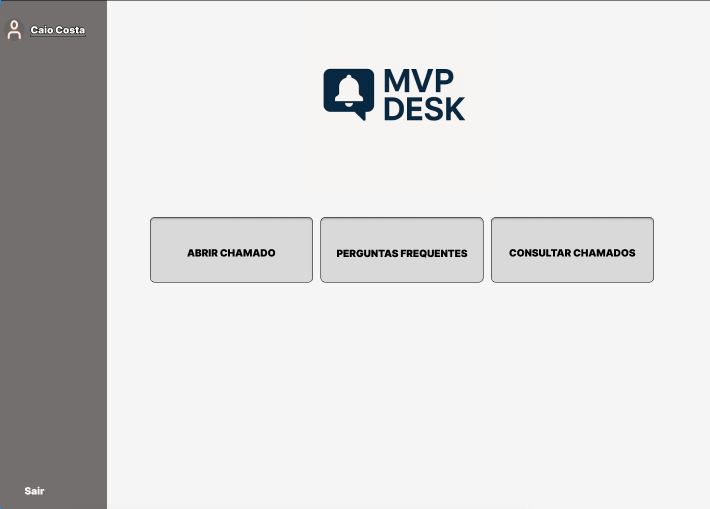 Caio Costa
MVP
DESK
ABRIR CHAMADO
PERGUNTAS FREQUENTES
CONSULTAR CHAMADOS
Sair